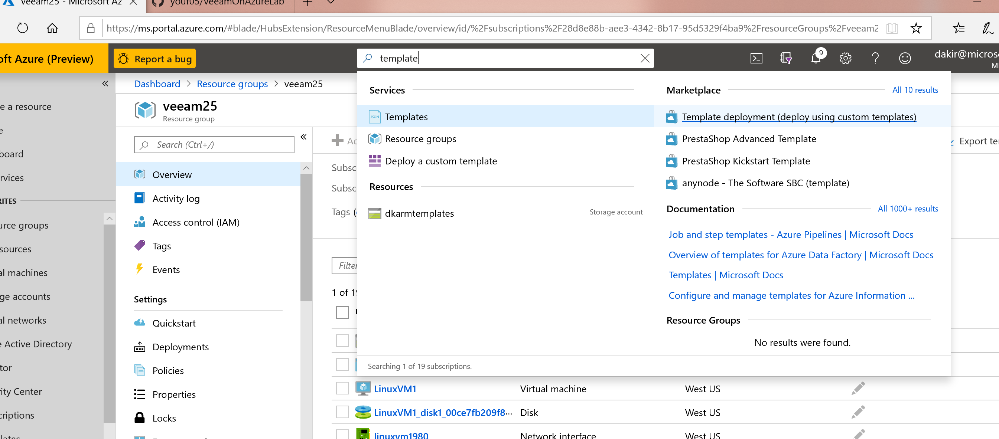 veeam25 - Microsoft Az
youf05/VeeamOnAzureLab
https://ms.portal.azure.com/#blade/HubsExtension/ResourceMenuBlade/overview/id/%2Fsubscriptions%2F28d8e88b-aee3-4342-8b17-95d5329f4ba9%2FresourceGroups%2Fveeam2
oft Azure (Preview)
Report a bug
template
9
dakir@micros
Dashboard > Resource groups > veeam25
veeam25
Resource group
Search (Ctrl+/)
Overview
Activity log
Access control (IAM)
Tags
Events
Settings
Quickstart
Deployments
Policies
Properties
Locks
e a resource
e
board
rvices
RITES
urce groups
sources
al machines
ge accounts
al networks
e Active Directory
tor
ity Center
criptions
Subsc
Subsc
Tags (
Filter
1 of 19
Services
Templates
JSON
Resource groups
Deploy a custom template
Resources
dkarmtemplates
Storage account
Searching 1 of 19 subscriptions.
Marketplace
All 10 results
Template deployment (deploy using custom templates)
PrestaShop Advanced Template
PrestaShop Kickstart Template
anynode - The Software SBC (template)
Documentation
All 1000+ results
Job and step templates - Azure Pipelines | Microsoft Docs
Overview of templates for Azure Data Factory | Microsoft Docs
Templates | Microsoft Docs
Configure and manage templates for Azure Information ...
Resource Groups
No results were found.
Export te
LinuxVM1 Virtual machine West US
LinuxVM1_disk1_00ce7fb209f8··· Disk West US
linuxvm1980 Network interface West US